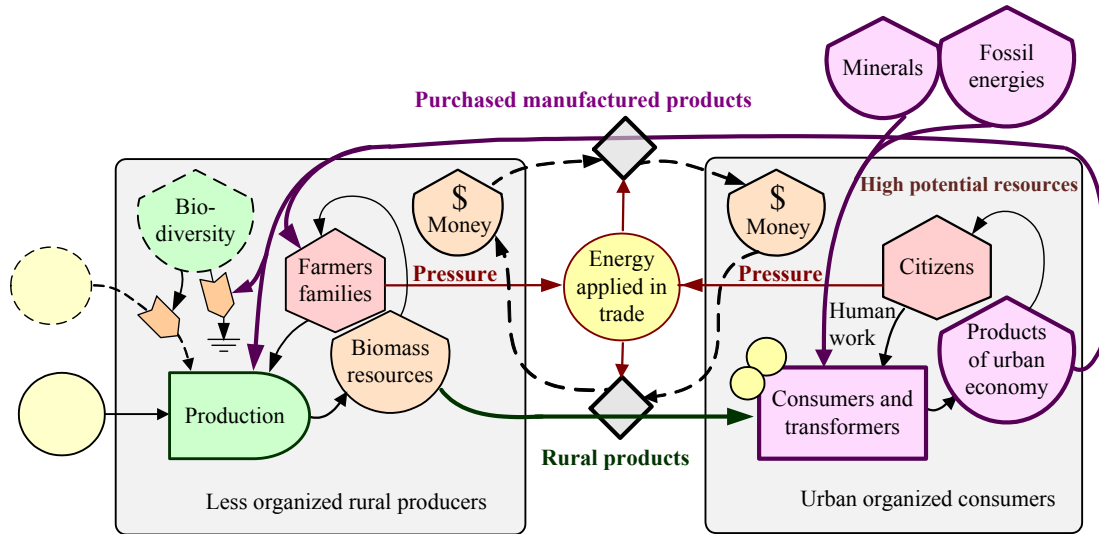 Minerals
Fossil
energies
Purchased manufactured products
High potential resources
Bio-
diversity
$
Money
$
Money
Farmers
families
Pressure
Energy
applied in
trade
Pressure
Citizens
Human
work
Biomass
resources
Products
of urban
economy
Production
Consumers and
transformers
Rural products
Less organized rural producers
Urban organized consumers